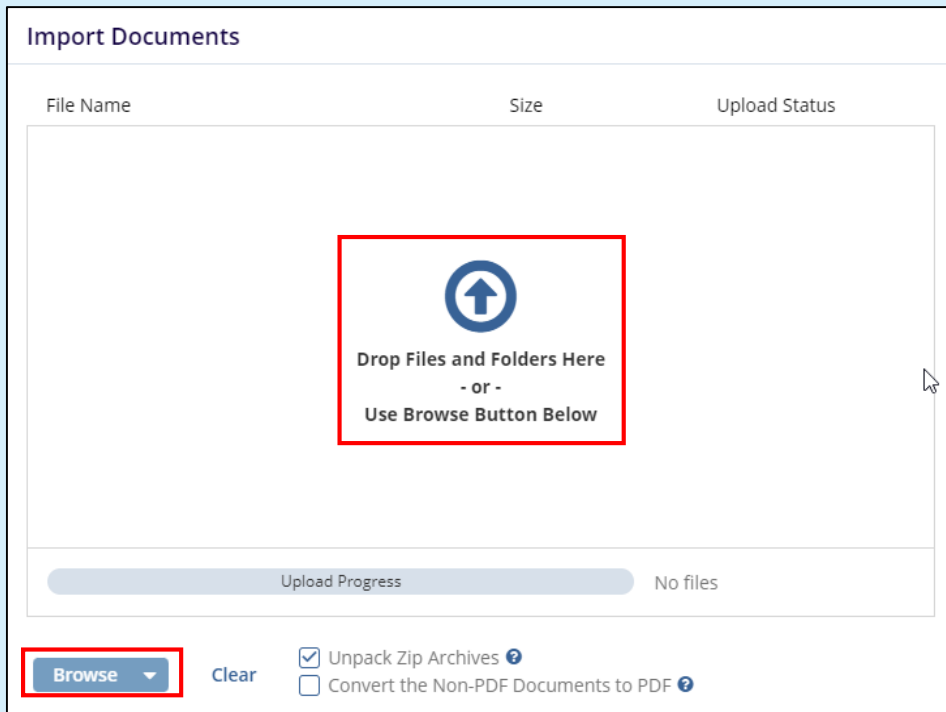 Import Documents
File Name Size Upload Status
Drop Files and Folders Here
- or -
Use Browse Button Below
Upload Progress No files
Browse Clear
Unpack Zip Archives ?
Convert the Non-PDF Documents to PDF ?